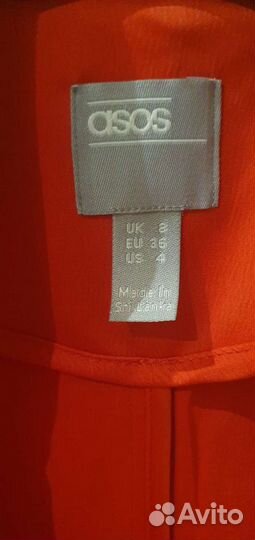 asos
UK 8
EU 36
US 4
Made in
Sri Lanka
Avito